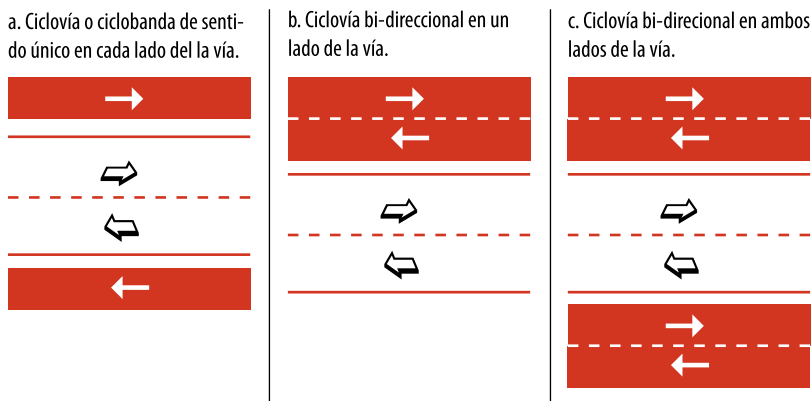 a. Ciclovía o ciclobanda de senti-
do único en cada lado del la vía.
b. Ciclovía bi-direccional en un
lado de la vía.
c. Ciclovía bi-direcional en ambos
lados de la vía.